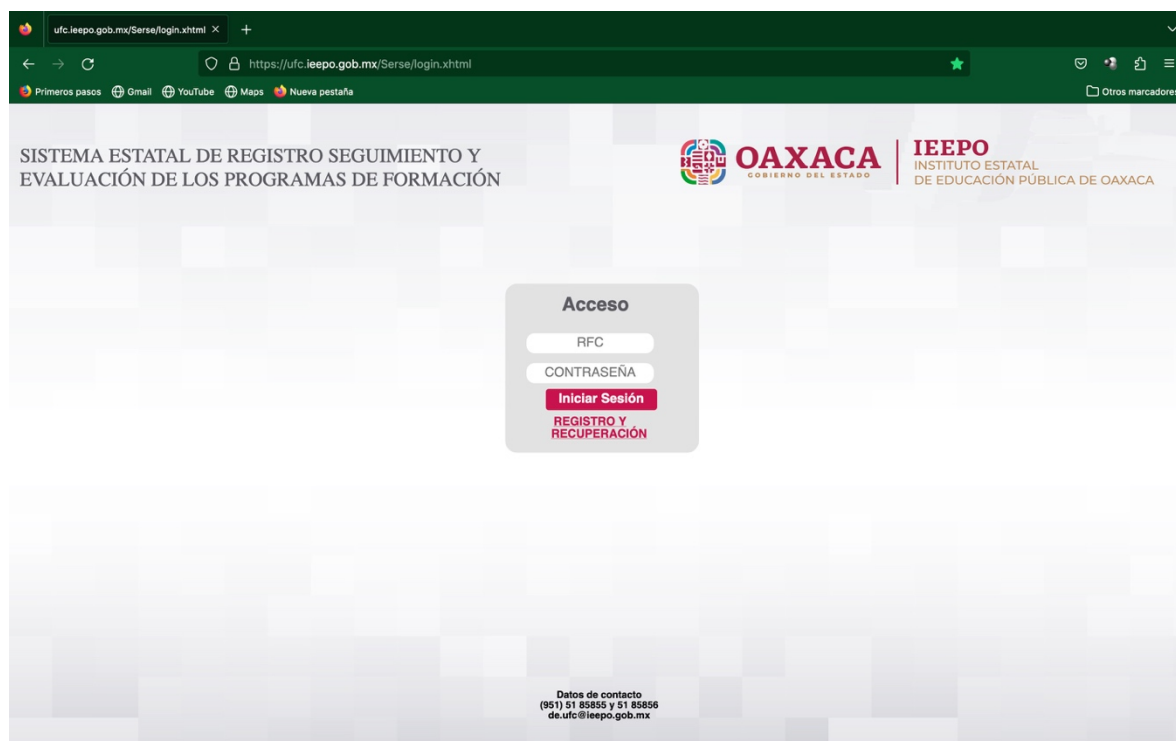 ufc.ieepo.gob.mx/Serse/login.xhtml
https://ufc.ieepo.gob.mx/Serse/login.xhtml
Primeros pasos Gmail YouTube Maps Nueva pestaña Otros marcadores
SISTEMA ESTATAL DE REGISTRO SEGUIMIENTO Y
EVALUACIÓN DE LOS PROGRAMAS DE FORMACIÓN
OAXACA
GOBIERNO DEL ESTADO
IEEPO
INSTITUTO ESTATAL
DE EDUCACIÓN PÚBLICA DE OAXACA
Acceso
RFC
CONTRASEÑA
Iniciar Sesión
REGISTRO Y
RECUPERACIÓN
Datos de contacto
(951) 51 85855 y 51 85856
de.ufc@ieepo.gob.mx